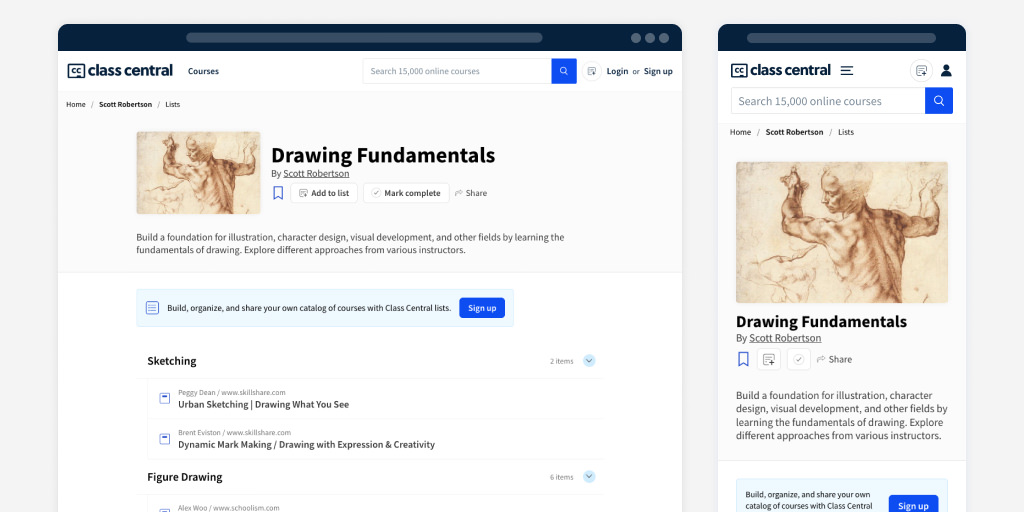 class central
Courses
Search 15,000 online courses
Login or Sign up
Home / Scott Robertson / Lists
Drawing Fundamentals
By Scott Robertson
Add to list
Mark complete
Share
Build a foundation for illustration, character design, visual development, and other fields by learning the
fundamentals of drawing. Explore different approaches from various instructors.
Build, organize, and share your own catalog of courses with Class Central lists.
Sign up
Sketching
2 items
Peggy Dean / www.skillshare.com
Urban Sketching | Drawing What You See
Brent Eviston / www.skillshare.com
Dynamic Mark Making / Drawing with Expression & Creativity
Figure Drawing
6 items
Alex Woo / www.schoolism.com
class central
Search 15,000 online courses
Home / Scott Robertson / Lists
Drawing Fundamentals
By Scott Robertson
Share
Build a foundation for illustration, character
design, visual development, and other fields by
learning the fundamentals of drawing. Explore
different approaches from various instructors.
Build, organize, and share your own
catalog of courses with Class Central
Sign up